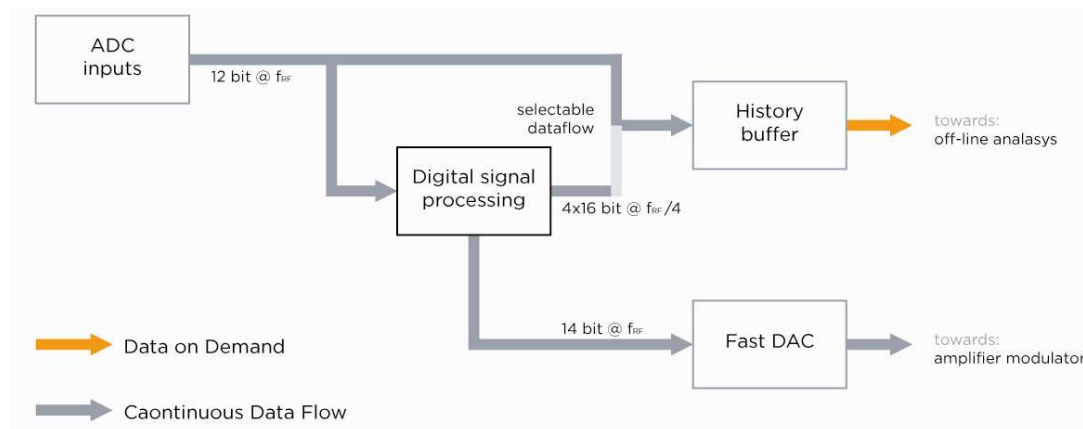 ADC
inputs
12 bit @ fRF
selectable
dataflow
History
buffer
towards:
off-line analasys
Digital signal
processing
4x16 bit @ fRF/4
14 bit @ fRF
Fast DAC
towards:
amplifier modulator
Data on Demand
Caontinuous Data Flow